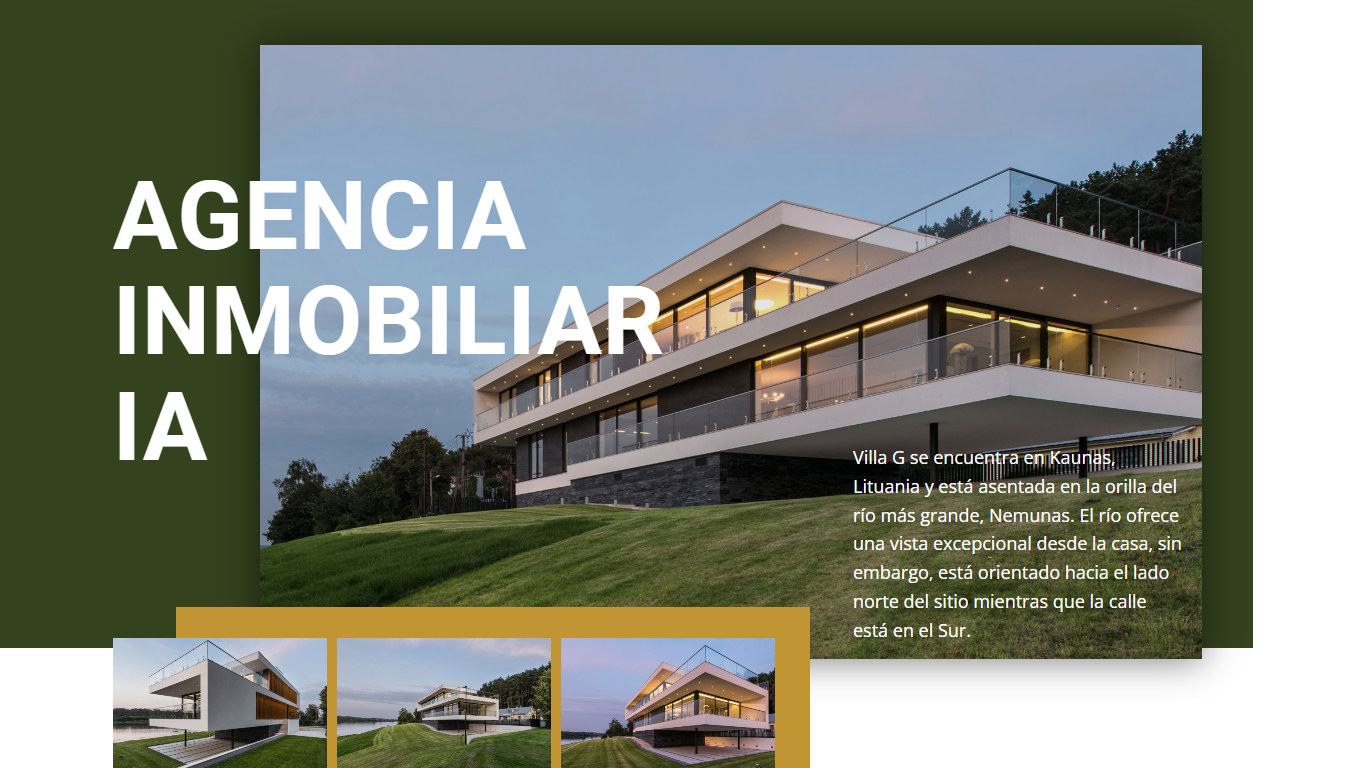 AGENCIA
INMOBILIAR
IA
Villa G se encuentra en Kaunas,
Lituania y está asentada en la orilla del
río más grande, Nemunas. El río ofrece
una vista excepcional desde la casa, sin
embargo, está orientado hacia el lado
norte del sitio mientras que la calle
está en el Sur.